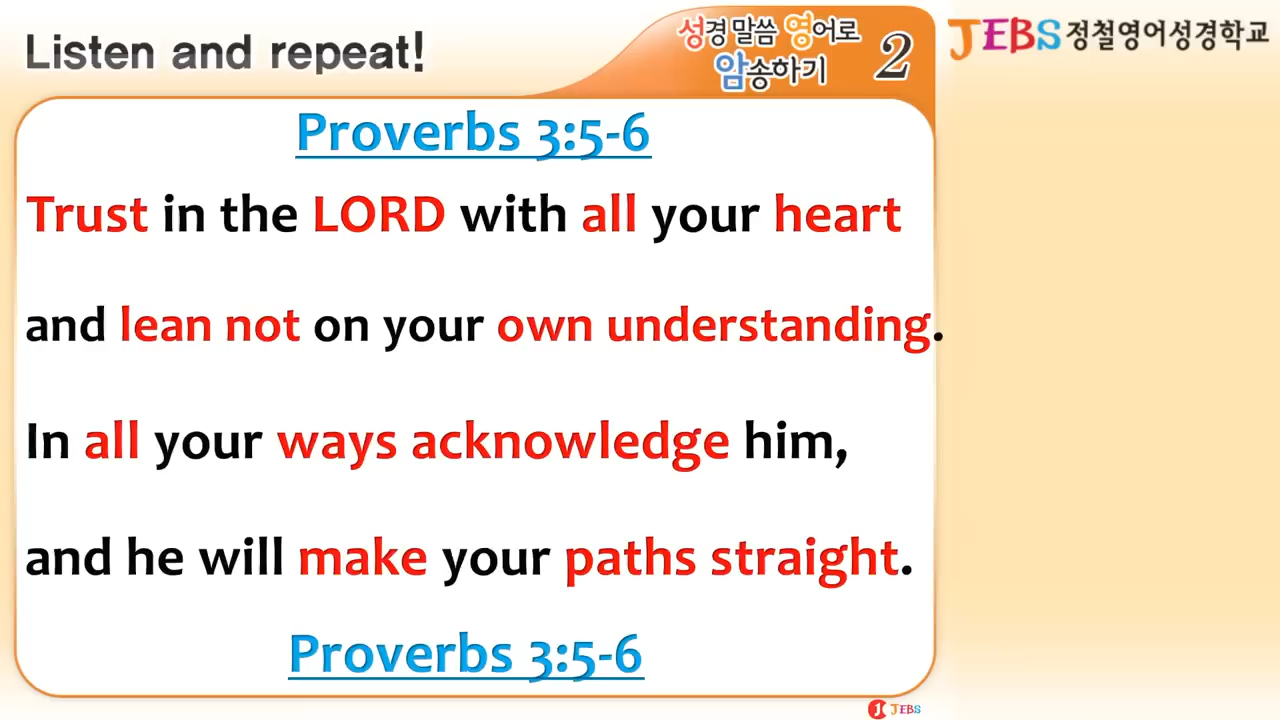 Listen and repeat!
성경 말씀 영어로
암송하기
2
JEBS 정철영어성경학교
Proverbs 3:5-6
Trust in the LORD with all your heart
and lean not on your own understanding.
In all your ways acknowledge him,
and he will make your paths straight.
Proverbs 3:5-6
J JEBS